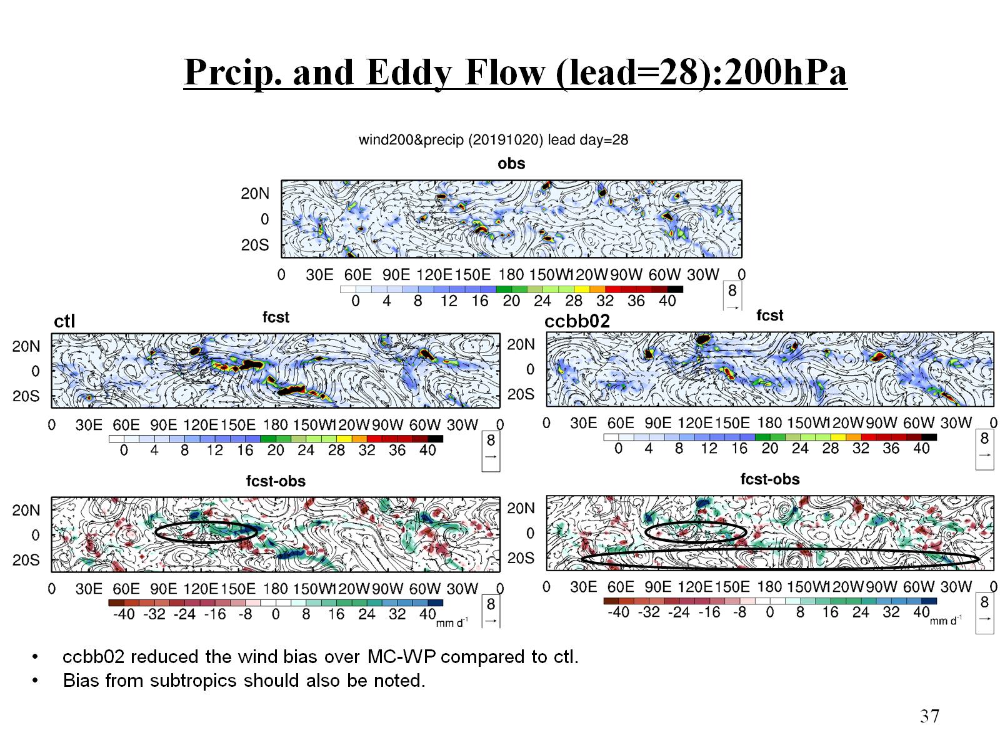 Prcip. and Eddy Flow (lead=28):200hPa
wind200&precip (20191020) lead day=28
obs
20N
0
20S
0 30E 60E 90E 120E 150E 180 150W 120W 90W 60W 30W 0
0 4 8 12 16 20 24 28 32 36 40
8
ctl
fcst
20N
0
20S
0 30E 60E 90E 120E 150E 180 150W 120W 90W 60W 30W 0
0 4 8 12 16 20 24 28 32 36 40
8
ccbb02
fcst
20N
0
20S
0 30E 60E 90E 120E 150E 180 150W 120W 90W 60W 30W 0
0 4 8 12 16 20 24 28 32 36 40
8
fcst-obs
20N
0
20S
0 30E 60E 90E 120E 150E 180 150W 120W 90W 60W 30W 0
-40 -32 -24 -16 -8 0 8 16 24 32 40
mm d-1
8
fcst-obs
20N
0
20S
0 30E 60E 90E 120E 150E 180 150W 120W 90W 60W 30W 0
-40 -32 -24 -16 -8 0 8 16 24 32 40
mm d-1
8
• ccbb02 reduced the wind bias over MC-WP compared to ctl.
• Bias from subtropics should also be noted.
37